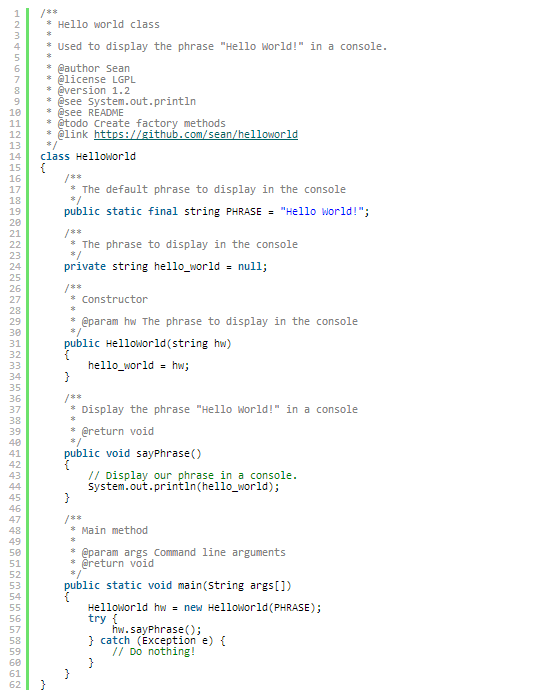 1 /**
2 * Hello world class
3 *
4 * Used to display the phrase "Hello World!" in a console.
5 *
6 * @author Sean
7 * @license LGPL
8 * @version 1.2
9 * @see System.out.println
10 * @see README
11 * @todo Create factory methods
12 * @link https://github.com/sean/helloworld
13 */
14 class HelloWorld
15 {
16 /**
17 * The default phrase to display in the console
18 */
19 public static final string PHRASE = "Hello World!";
20
21 /**
22 * The phrase to display in the console
23 */
24 private string hello_world = null;
25
26 /**
27 * Constructor
28 *
29 * @param hw The phrase to display in the console
30 */
31 public HelloWorld(string hw)
32 {
33 hello_world = hw;
34 }
35
36 /**
37 * Display the phrase "Hello World!" in a console
38 *
39 * @return void
40 */
41 public void sayPhrase()
42 {
43 // Display our phrase in a console.
44 System.out.println(hello_world);
45 }
46
47 /**
48 * Main method
49 *
50 * @param args Command line arguments
51 * @return void
52 */
53 public static void main(String args[])
54 {
55 HelloWorld hw = new HelloWorld(PHRASE);
56 try {
57 hw.sayPhrase();
58 } catch (Exception e) {
59 // Do nothing!
60 }
61 }
62 }